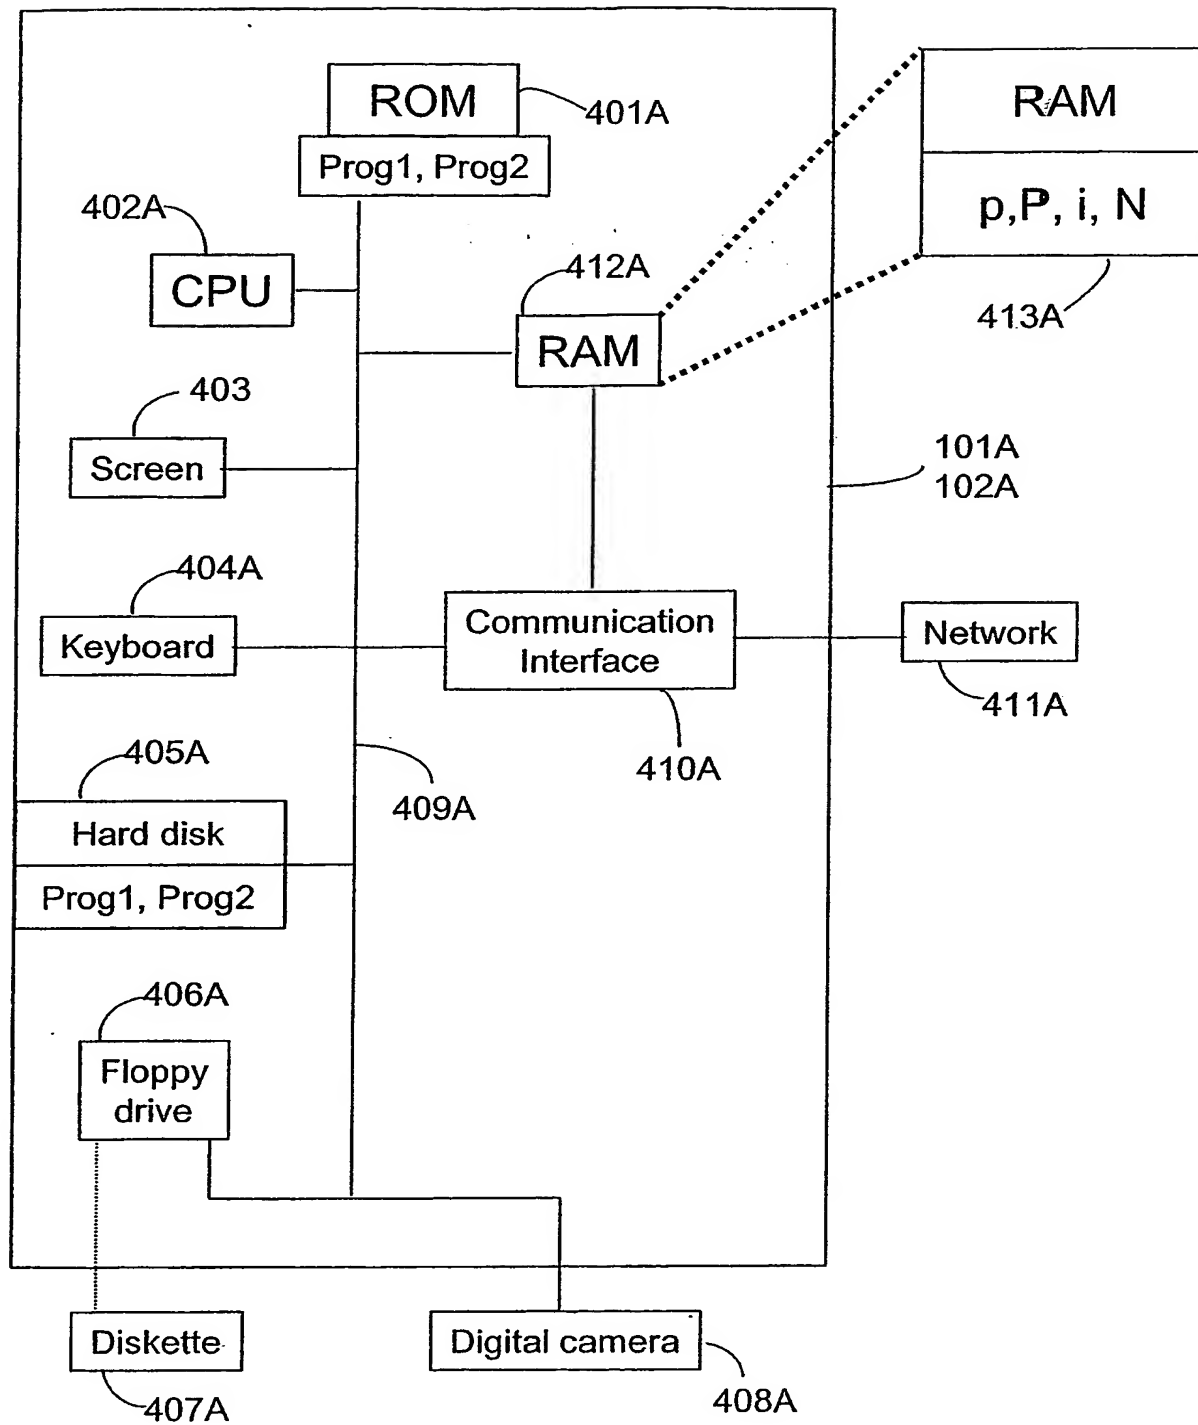 ROM
401A
RAM
Prog1, Prog2
p,P, i, N
402A
CPU
412A
413A
RAM
403
Screen
101A
102A
404A
Keyboard
Communication
Interface
Network
411A
405A
410A
409A
Hard disk
Prog1, Prog2
406A
Floppy
drive
Diskette
Digital camera
407A
408A